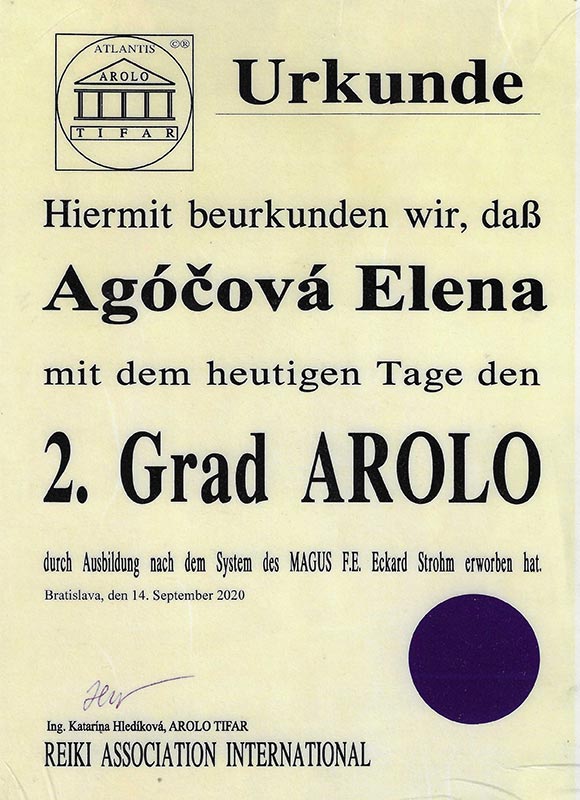 ATLANTIS ©®
AROLO
TIFAR
Urkunde
Hiermit beurkunden wir, daß
Agóčová Elena
mit dem heutigen Tage den
2. Grad AROLO
durch Ausbildung nach dem System des MAGUS F.E. Eckard Strohm erworben hat.
Bratislava, den 14. September 2020
Ing. Katarína Hledíková, AROLO TIFAR
REIKI ASSOCIATION INTERNATIONAL